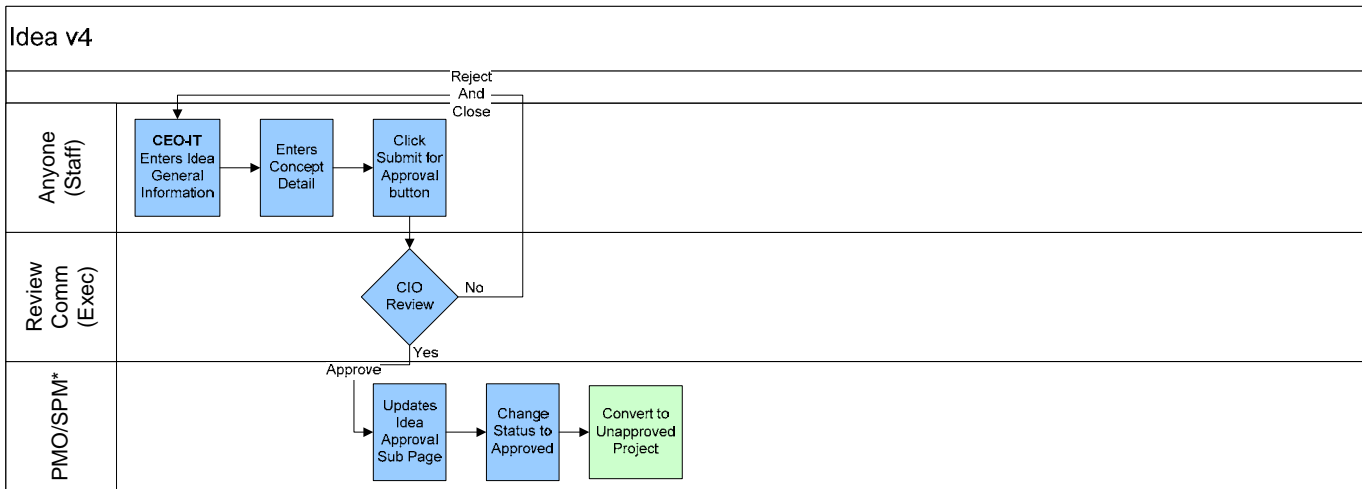 Idea v4
Reject
And
Close
Anyone
(Staff)
CEO-IT
Enters Idea
General
Information
Enters
Concept
Detail
Click
Submit for
Approval
button
Review
Comm
(Exec)
CIO
Review
No
Yes
Approve
PMO/SPM*
Updates
Idea
Approval
Sub Page
Change
Status to
Approved
Convert to
Unapproved
Project